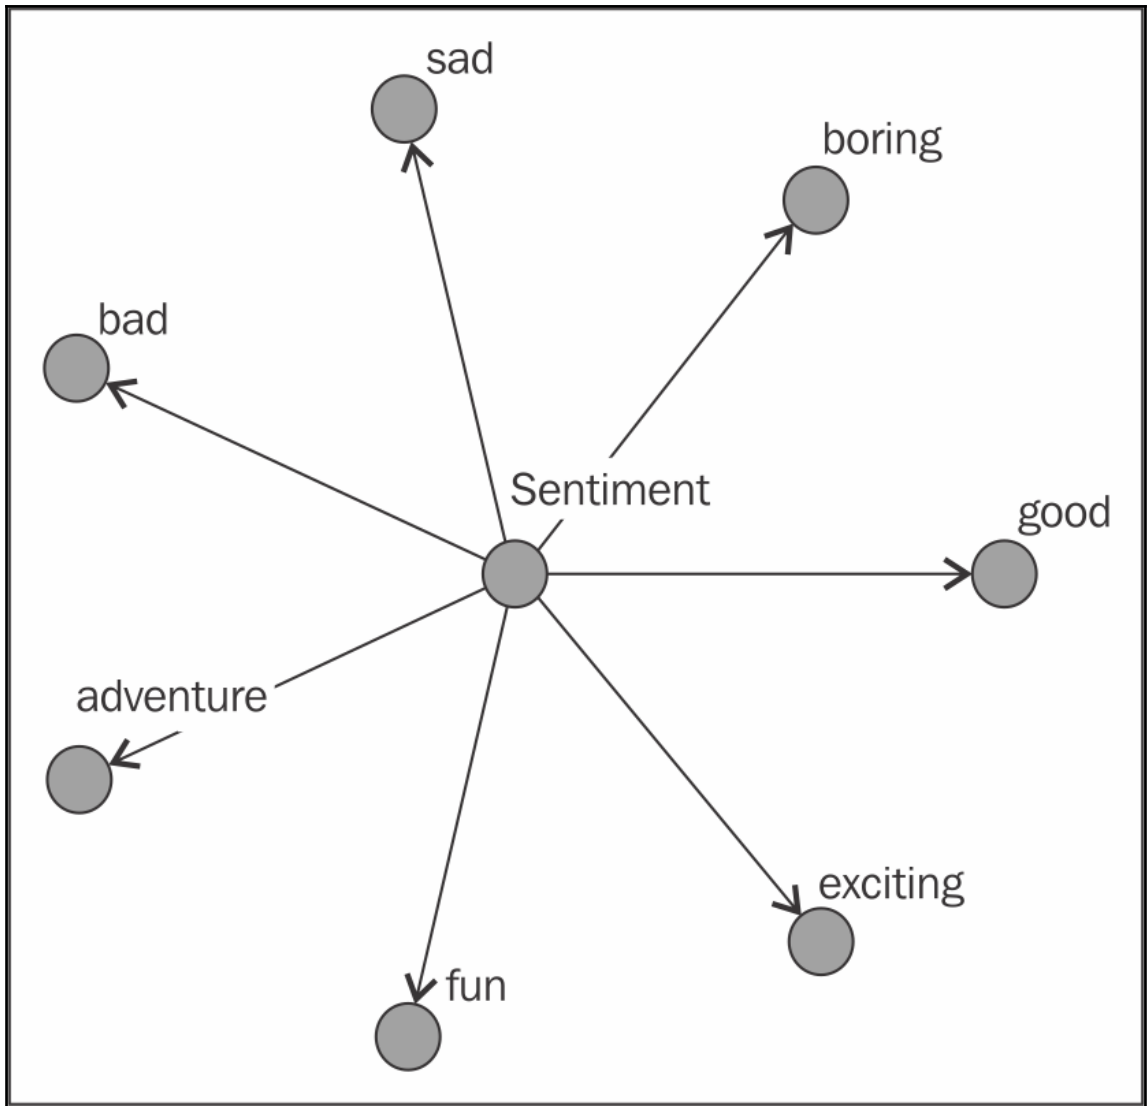 sad
boring
bad
Sentiment
good
adventure
exciting
fun